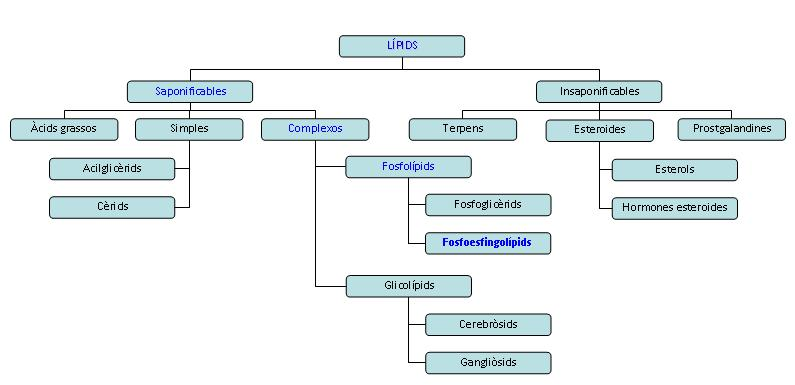 LÍPIDS
Saponificables
Insaponificables
Àcids grassos
Simples
Complexos
Terpens
Esteroides
Prostgalandines
Acilglicèrids
Fosfolípids
Esterols
Cèrids
Fosfoglicèrids
Hormones esteroides
Fosfoesfingolípids
Glicolípids
Cerebròsids
Gangliòsids